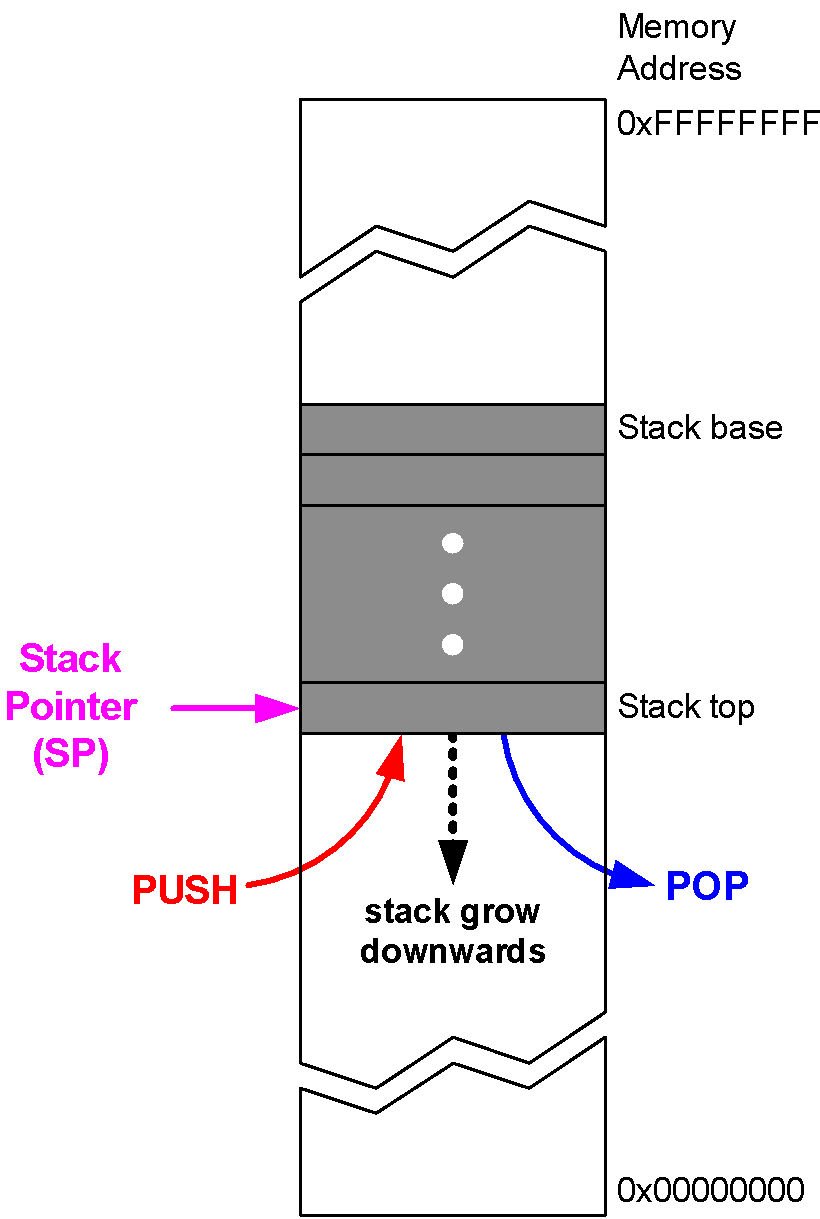 Memory
Address
0xFFFFFFFF
Stack base
Stack
Pointer
(SP)
Stack top
PUSH
POP
stack grow
downwards
0x00000000